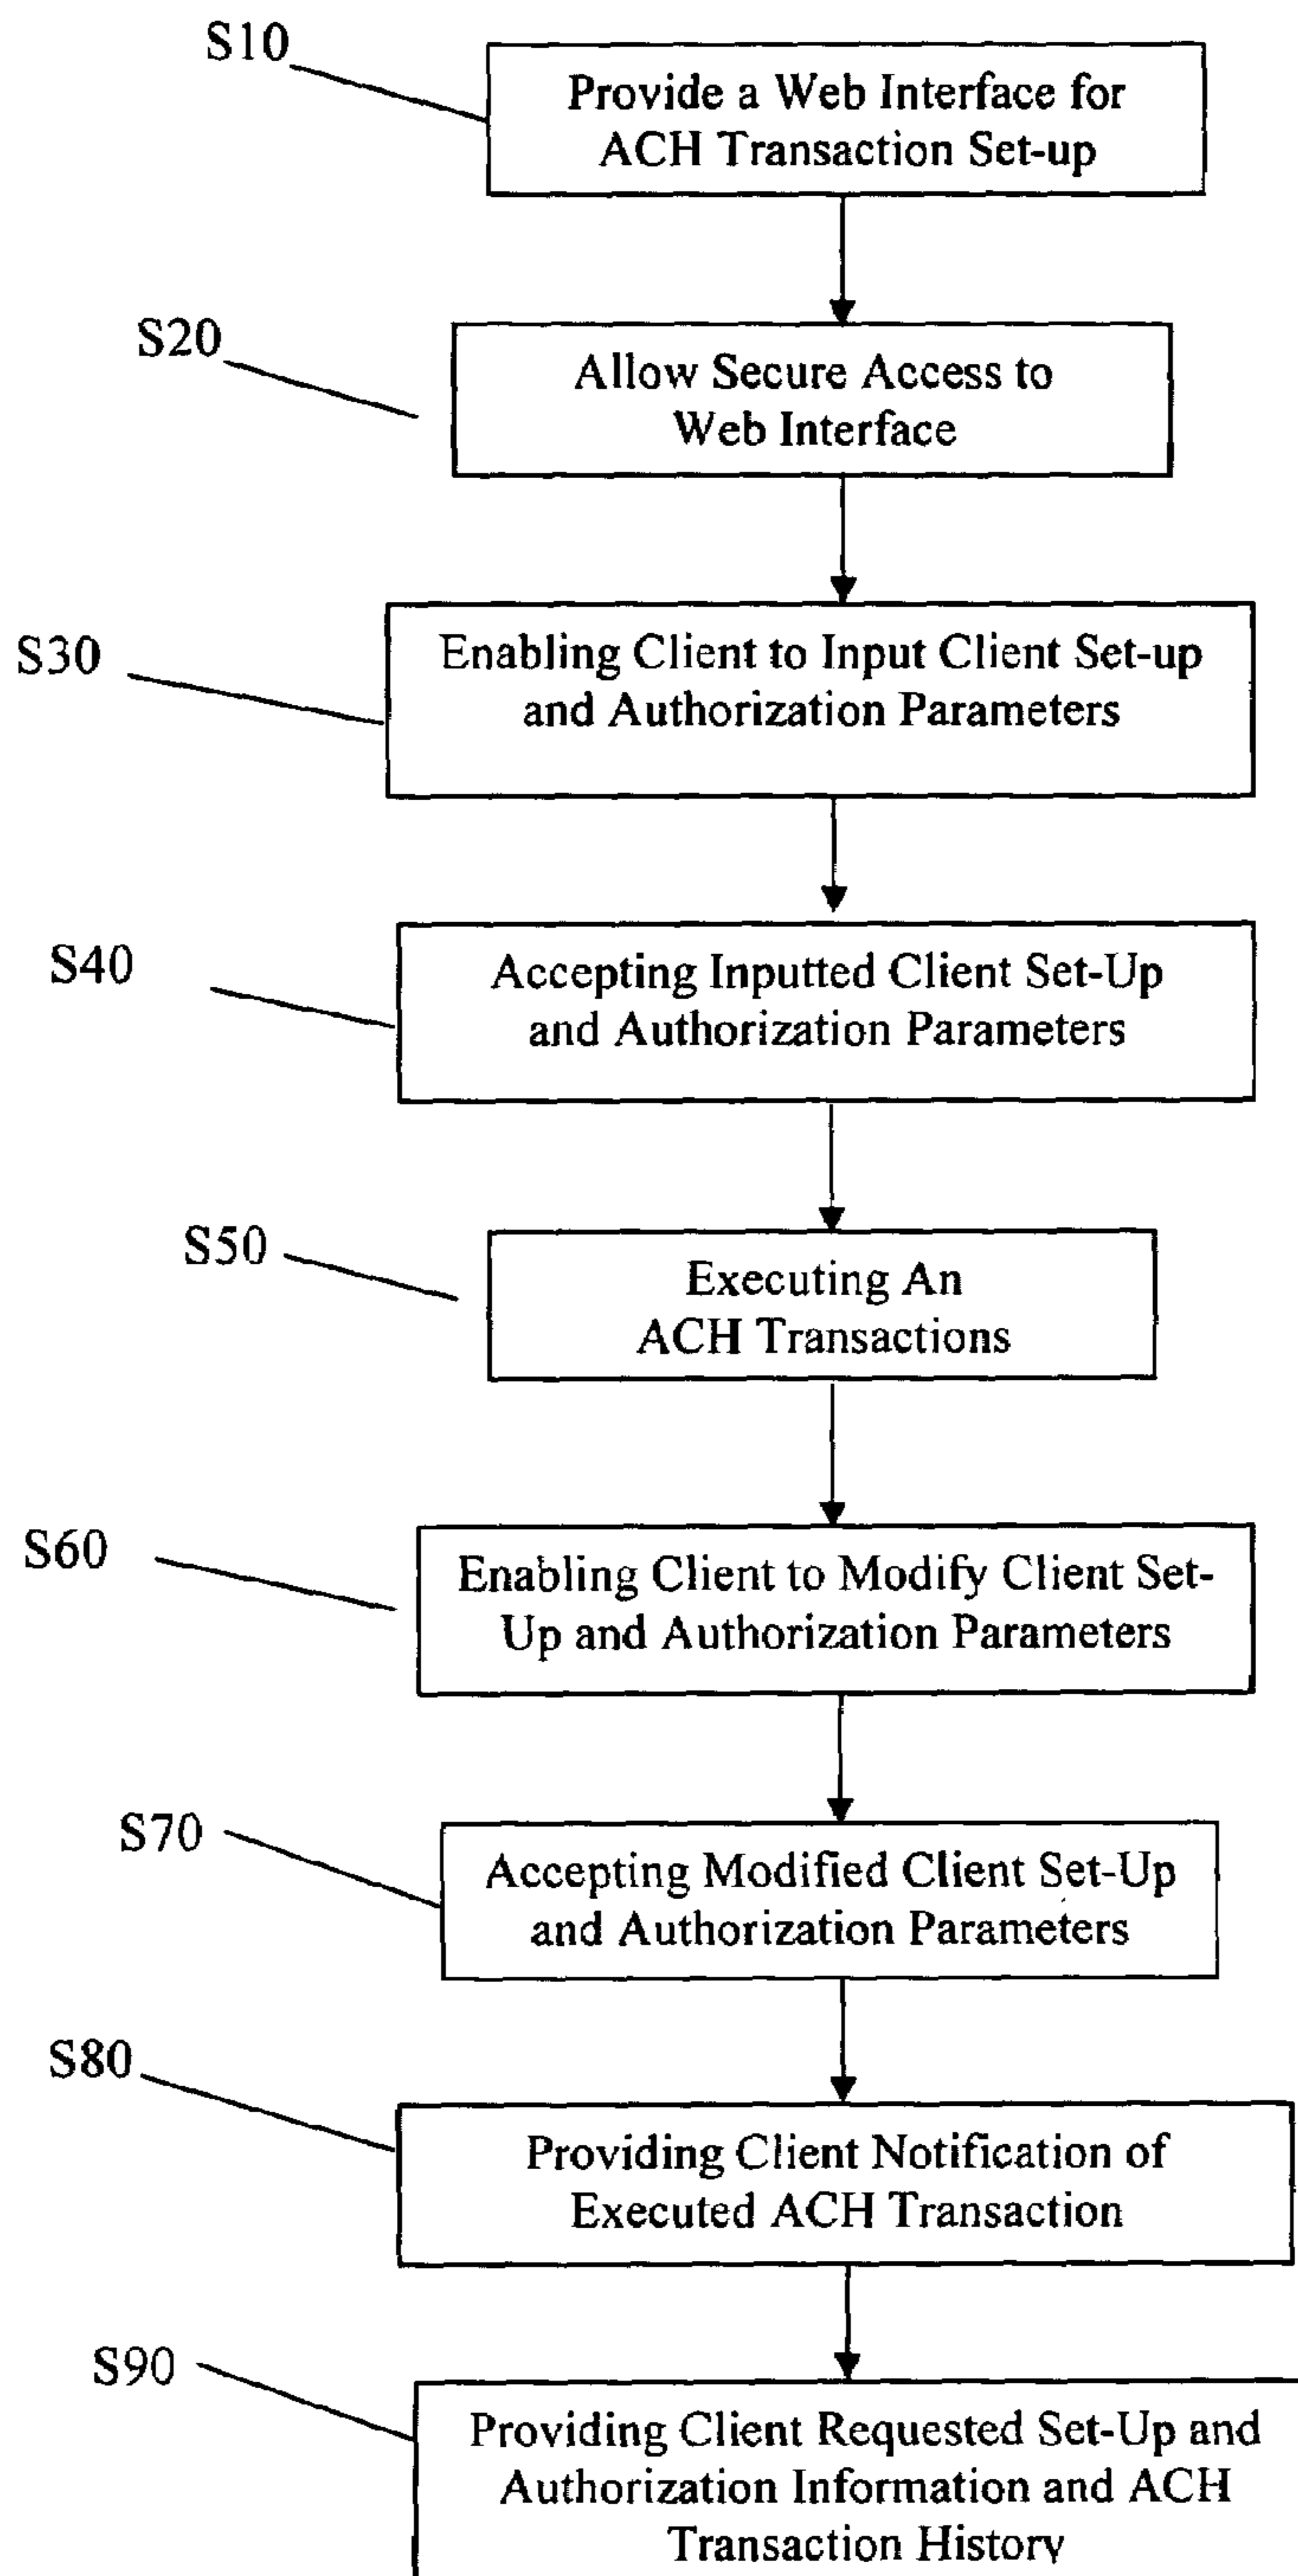 S10
Provide a Web Interface for
ACH Transaction Set-up
S20
Allow Secure Access to
Web Interface
S30
Enabling Client to Input Client Set-up
and Authorization Parameters
S40
Accepting Inputted Client Set-Up
and Authorization Parameters
S50
Executing An
ACH Transactions
S60
Enabling Client to Modify Client Set-
Up and Authorization Parameters
S70
Accepting Modified Client Set-Up
and Authorization Parameters
S80
Providing Client Notification of
Executed ACH Transaction
S90
Providing Client Requested Set-Up and
Authorization Information and ACH
Transaction History